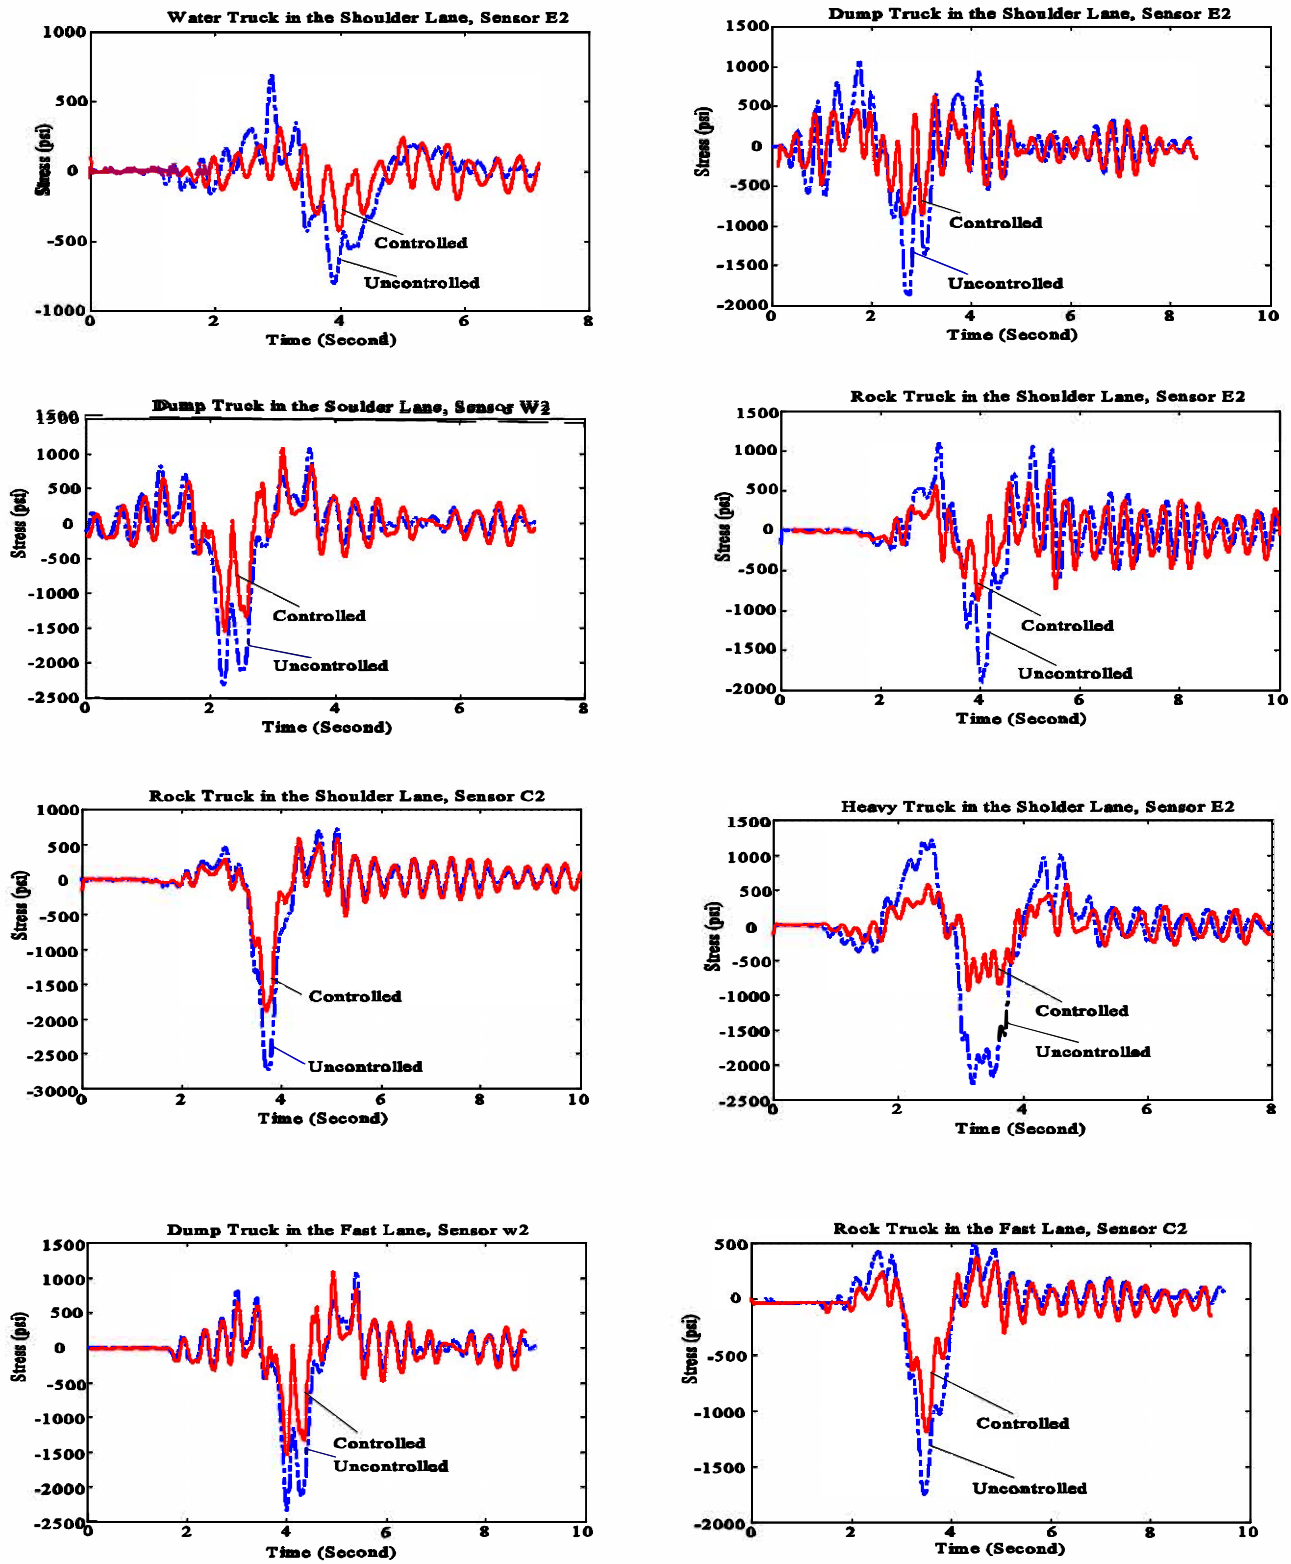 Water Truck in the Shoulder Lane, Sensor E2
1000
500
0
-500
-1000
Stress (psi)
Controlled
Uncontrolled
0 2 4 6 8
Time (Second)
Dump Truck in the Shoulder Lane, Sensor E2
1500
1000
500
0
-500
-1000
-1500
-2000
Stress (psi)
Controlled
Uncontrolled
0 2 4 6 8 10
Time (Second)
Dump Truck in the Soulder Lane, Sensor W2
1500
1000
500
0
-500
-1000
-1500
-2000
-2500
Stress (psi)
Controlled
Uncontrolled
0 2 4 6 8
Time (Second)
Rock Truck in the Shoulder Lane, Sensor E2
1500
1000
500
0
-500
-1000
-1500
-2000
Stress (psi)
Controlled
Uncontrolled
0 2 4 6 8 10
Time (Second)
Rock Truck in the Shoulder Lane, Sensor C2
1000
500
0
-500
-1000
-1500
-2000
-2500
-3000
Stress (psi)
Controlled
Uncontrolled
0 2 4 6 8 10
Time (Second)
Heavy Truck in the Sholder Lane, Sensor E2
1500
1000
500
0
-500
-1000
-1500
-2000
-2500
Stress (psi)
Controlled
Uncontrolled
0 2 4 6 8
Time (Second)
Dump Truck in the Fast Lane, Sensor w2
1500
1000
500
0
-500
-1000
-1500
-2000
-2500
Stress (psi)
Controlled
Uncontrolled
0 2 4 6 8 10
Time (Second)
Rock Truck in the Fast Lane, Sensor C2
500
0
-500
-1000
-1500
-2000
Stress (psi)
Controlled
Uncontrolled
0 2 4 6 8 10
Time (Second)